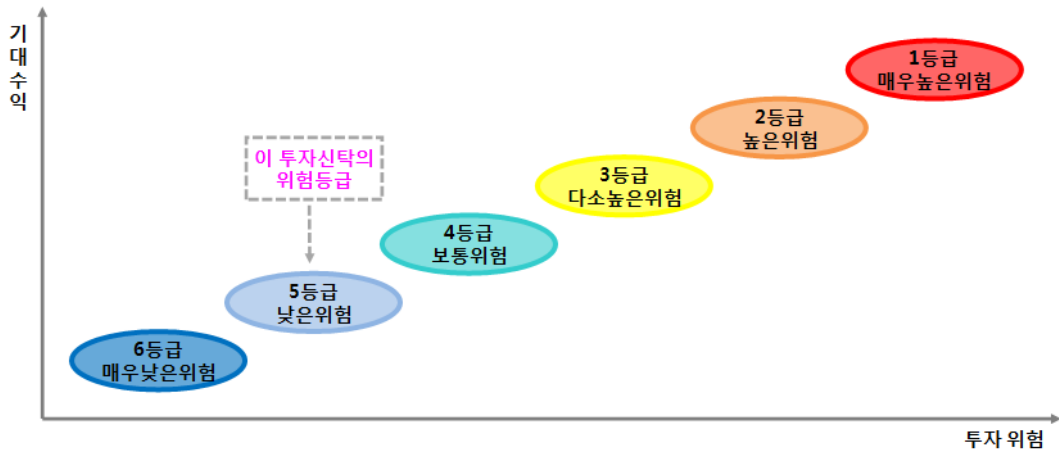 기
대
수
익
1등급
매우높은위험
2등급
높은위험
이 투자신탁의
위험등급
3등급
다소높은위험
4등급
보통위험
5등급
낮은위험
6등급
매우낮은위험
투자 위험